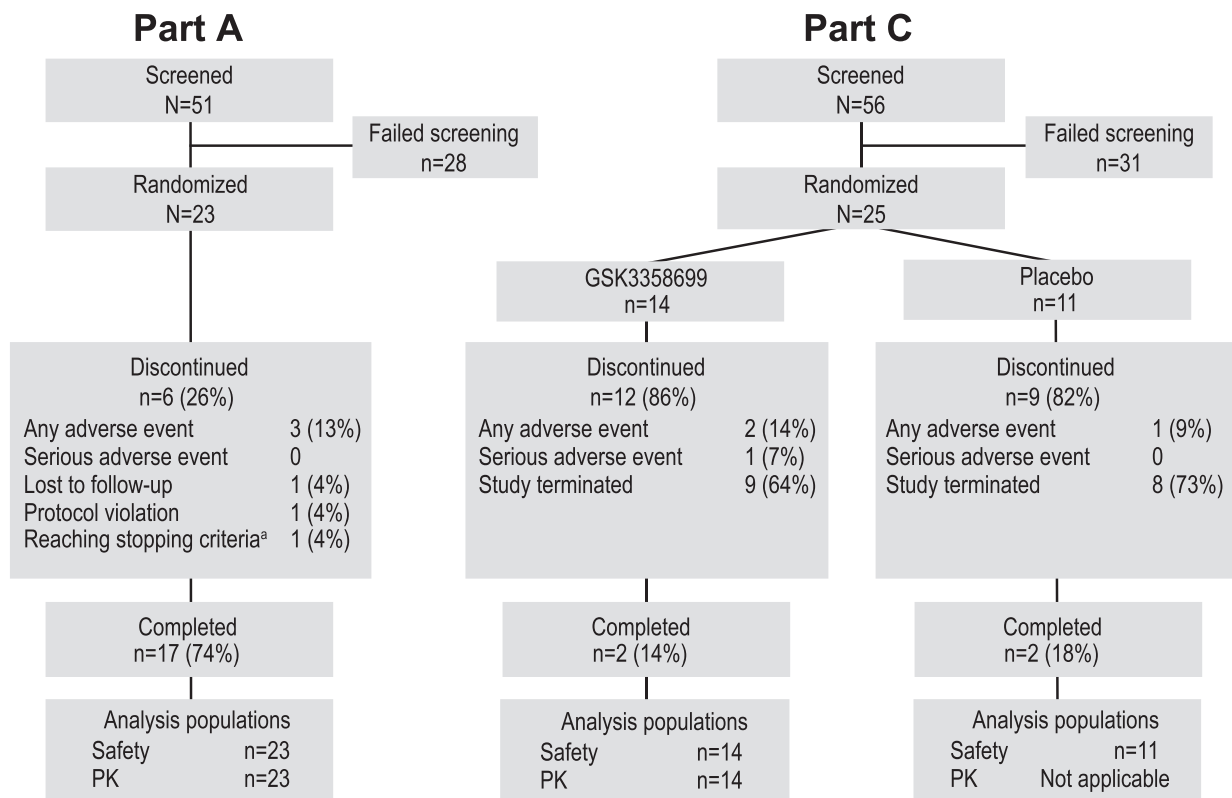 Part A
Screened
N=51
Failed screening
n=28
Randomized
N=23
Discontinued
n=6 (26%)
Any adverse event 3 (13%)
Serious adverse event 0
Lost to follow-up 1 (4%)
Protocol violation 1 (4%)
Reaching stopping criteriaᵃ 1 (4%)
Completed
n=17 (74%)
Analysis populations
Safety n=23
PK n=23
Part C
Screened
N=56
Failed screening
n=31
Randomized
N=25
GSK3358699
n=14
Discontinued
n=12 (86%)
Any adverse event 2 (14%)
Serious adverse event 1 (7%)
Study terminated 9 (64%)
Completed
n=2 (14%)
Analysis populations
Safety n=14
PK n=14
Placebo
n=11
Discontinued
n=9 (82%)
Any adverse event 1 (9%)
Serious adverse event 0
Study terminated 8 (73%)
Completed
n=2 (18%)
Analysis populations
Safety n=11
PK Not applicable